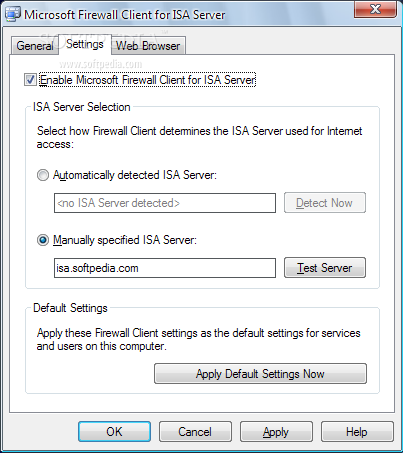 Microsoft Firewall Client for ISA Server
General
Settings
Web Browser
SOFTPEDIA
www.softpedia.com
Enable Microsoft Firewall Client for ISA Server
ISA Server Selection
Select how Firewall Client determines the ISA Server used for Internet
access:
Automatically detected ISA Server:
<no ISA Server detected>
Detect Now
Manually specified ISA Server:
isa.softpedia.com
Test Server
Default Settings
Apply these Firewall Client settings as the default settings for services
and users on this computer.
Apply Default Settings Now
OK
Cancel
Apply
Help